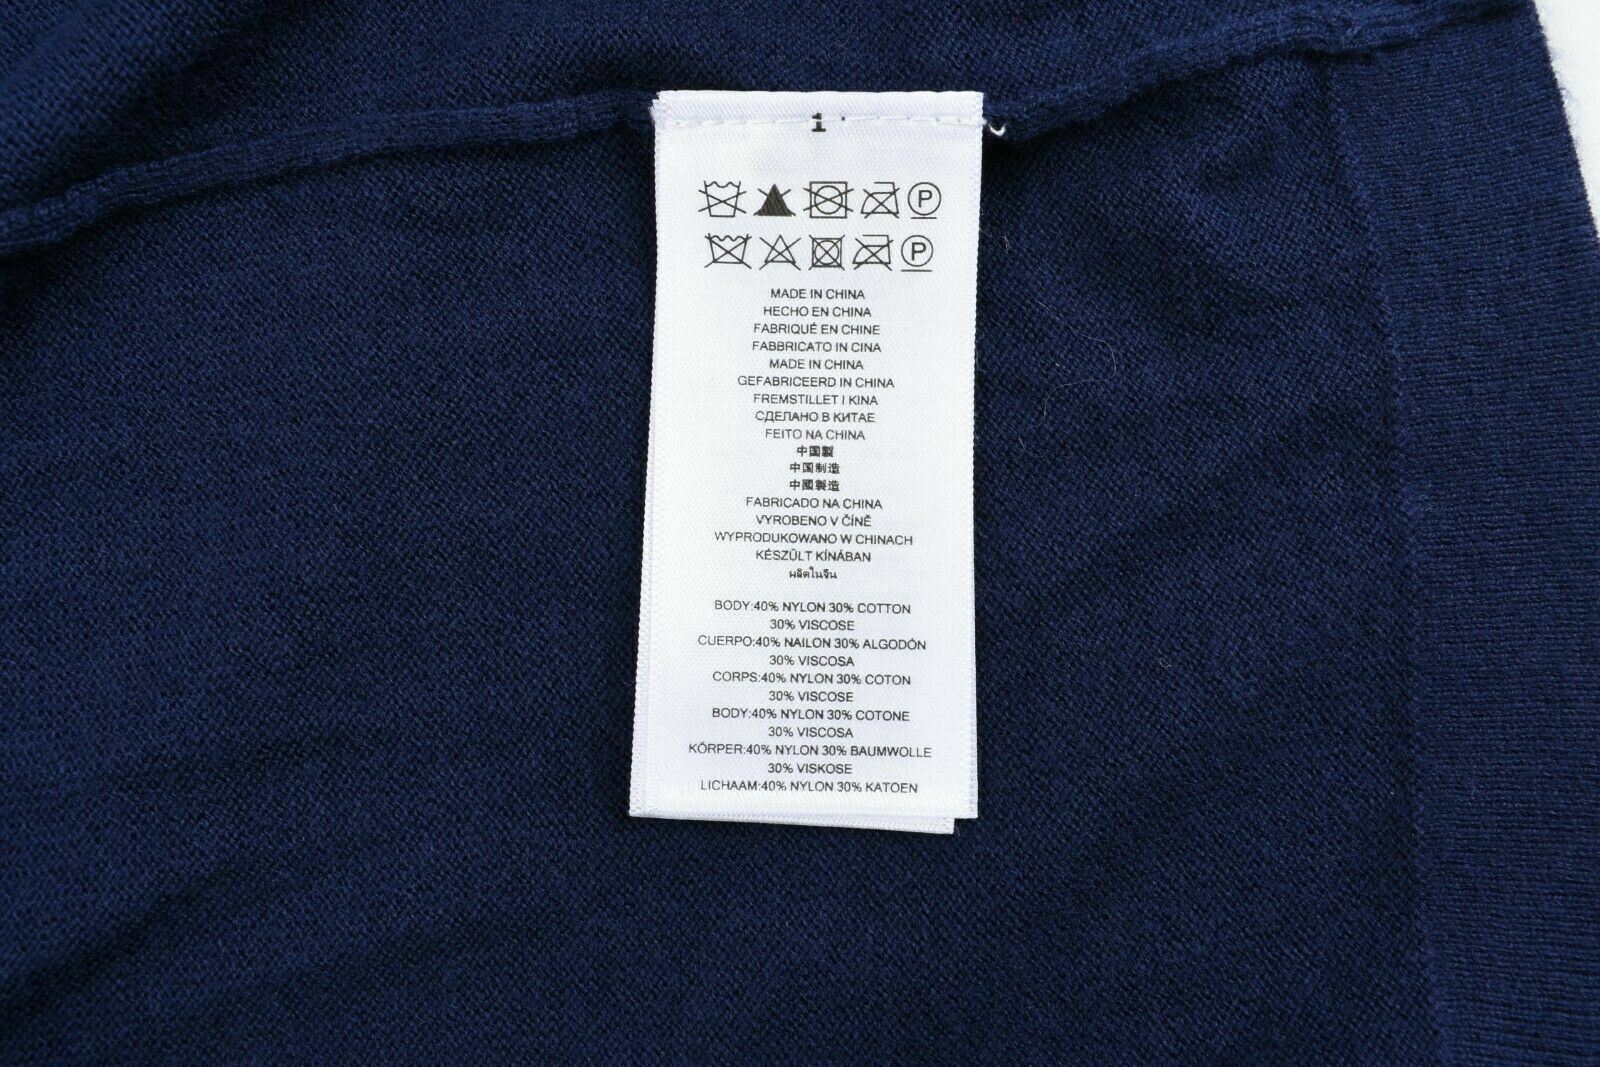 1
P
P
MADE IN CHINA
HECHO EN CHINA
FABRIQUÉ EN CHINE
FABBRICATO IN CINA
MADE IN CHINA
GEFABRICEERD IN CHINA
FREMSTILLET I KINA
СДЕЛАНО В КИТАЕ
FEITO NA CHINA
中国製
中国制造
中國製造
FABRICADO NA CHINA
VYROBENO V ČÍNĚ
WYPRODUKOWANO W CHINACH
KÉSZÜLT KÍNÁBAN
ผลิตในจีน
BODY:40% NYLON 30% COTTON
30% VISCOSE
CUERPO:40% NAILON 30% ALGODÓN
30% VISCOSA
CORPS:40% NYLON 30% COTON
30% VISCOSE
BODY:40% NYLON 30% COTONE
30% VISCOSA
KÖRPER:40% NYLON 30% BAUMWOLLE
30% VISKOSE
LICHAAM:40% NYLON 30% KATOEN